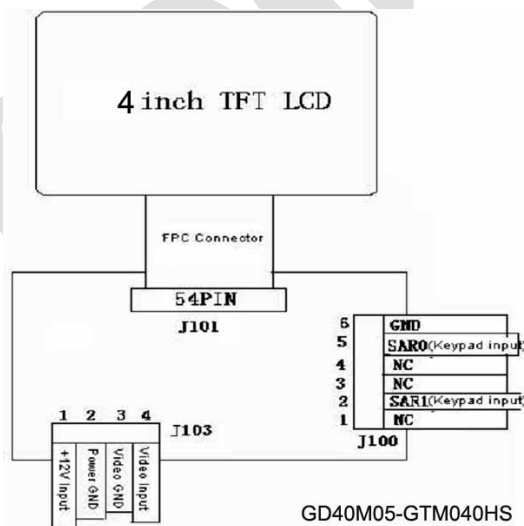 4 inch TFT LCD
FPC Connector
54PIN
J101
6 GND
5 SAR0(Keypad input)
4 NC
3 NC
2 SAR1(Keypad input)
1 NC
J100
1 2 3 4
J103
+12V Input
Power GND
Video GND
Video Input
GD40M05-GTM040HS